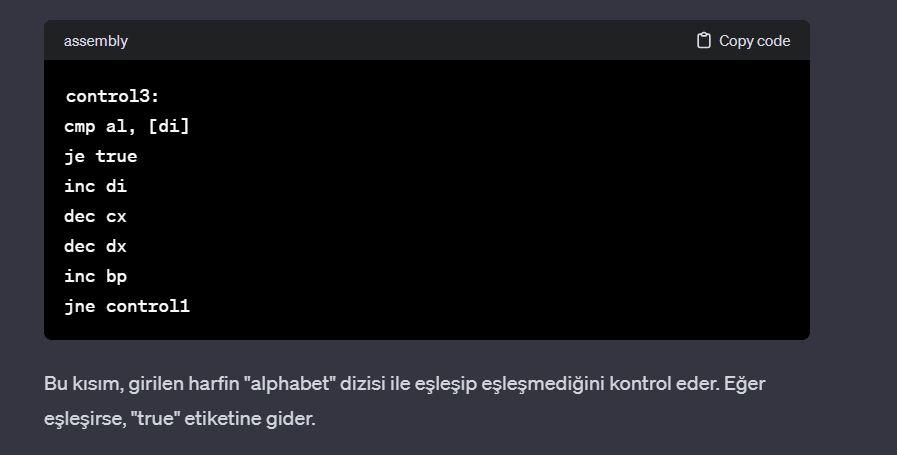 assembly
Copy code
control3:
cmp al, [di]
je true
inc di
dec cx
dec dx
inc bp
jne control1
Bu kısım, girilen harfin "alphabet" dizisi ile eşleşip eşleşmediğini kontrol eder. Eğer
eşleşirse, "true" etiketine gider.